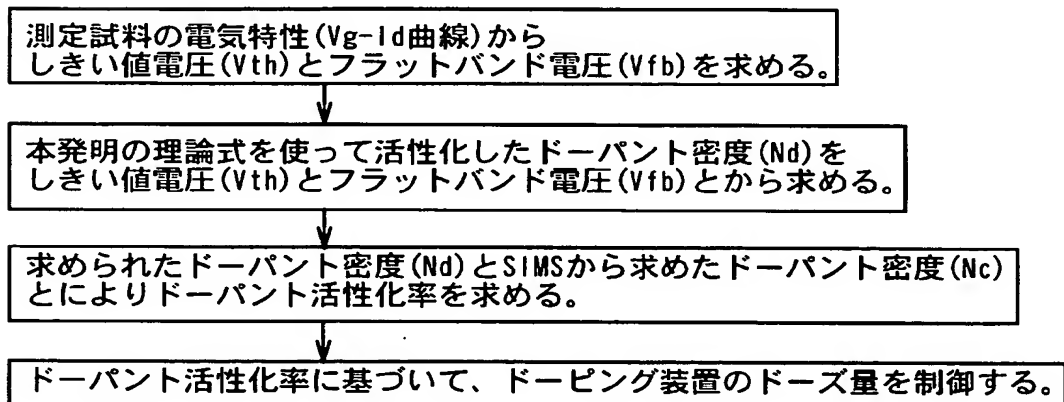 測定試料の電気特性(Vg-Id曲線)から
しきい値電圧(Vth)とフラットバンド電圧(Vfb)を求める。
本発明の理論式を使って活性化したドーパント密度(Nd)を
しきい値電圧(Vth)とフラットバンド電圧(Vfb)とから求める。
求められたドーパント密度(Nd)とSIMSから求めたドーパント密度(Nc)
とによりドーパント活性化率を求める。
ドーパント活性化率に基づいて、ドーピング装置のドーズ量を制御する。